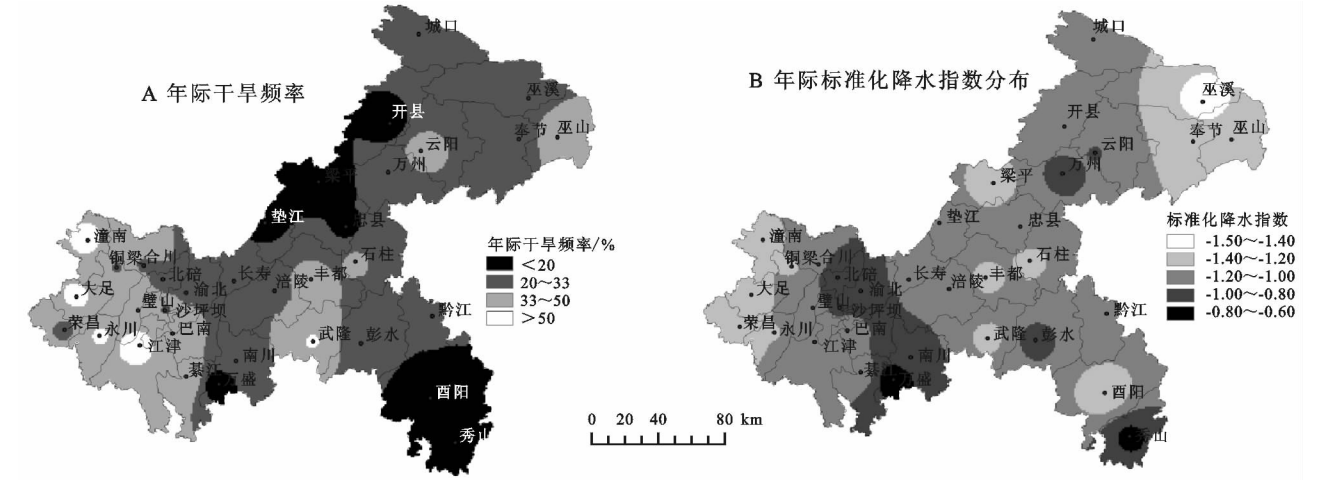 A 年际干旱频率
城口
开县
巫溪
奉节
巫山
云阳
万州
梁平
垫江
忠县
石柱
潼南
铜梁
合川
北碚
渝北
长寿
涪陵
丰都
大足
璧山
沙坪坝
荣昌
永川
巴南
江津
武隆
彭水
黔江
綦江
南川
万盛
酉阳
秀山
年际干旱频率/%
<20
20~33
33~50
>50
0 20 40 80 km
B 年际标准化降水指数分布
城口
开县
巫溪
奉节
巫山
云阳
万州
梁平
垫江
忠县
石柱
潼南
铜梁
合川
北碚
渝北
长寿
涪陵
丰都
大足
璧山
沙坪坝
荣昌
永川
巴南
江津
武隆
彭水
黔江
綦江
南川
万盛
酉阳
秀山
标准化降水指数
-1.50~-1.40
-1.40~-1.20
-1.20~-1.00
-1.00~-0.80
-0.80~-0.60